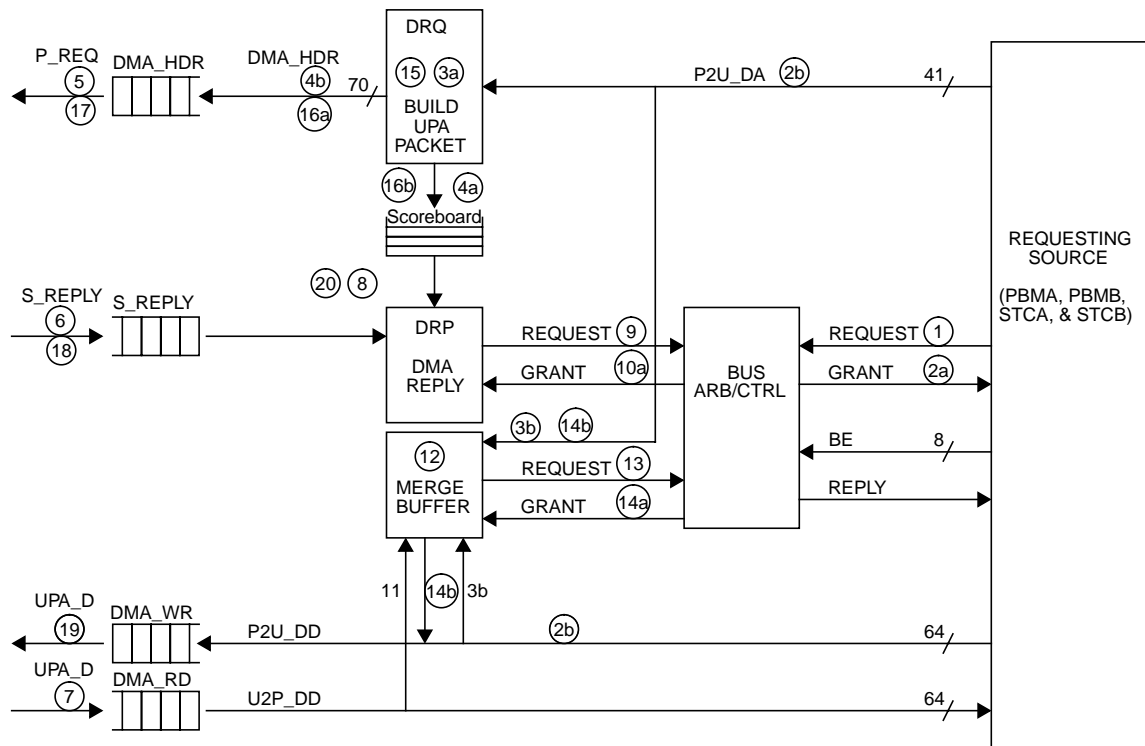 DRQ
P_REQ
DMA_HDR
DMA_HDR
5
4b
70
15
3a
P2U_DA
2b
41
17
16a
BUILD
UPA
PACKET
16b
4a
Scoreboard
REQUESTING
SOURCE
(PBMA, PBMB,
STCA, & STCB)
20
8
S_REPLY
S_REPLY
6
18
DRP
DMA
REPLY
REQUEST
9
GRANT
10a
BUS
ARB/CTRL
REQUEST
1
GRANT
2a
3b
14b
BE
8
12
MERGE
BUFFER
REQUEST
13
GRANT
14a
REPLY
11
14b
3b
UPA_D
19
DMA_WR
P2U_DD
2b
64
UPA_D
7
DMA_RD
U2P_DD
64